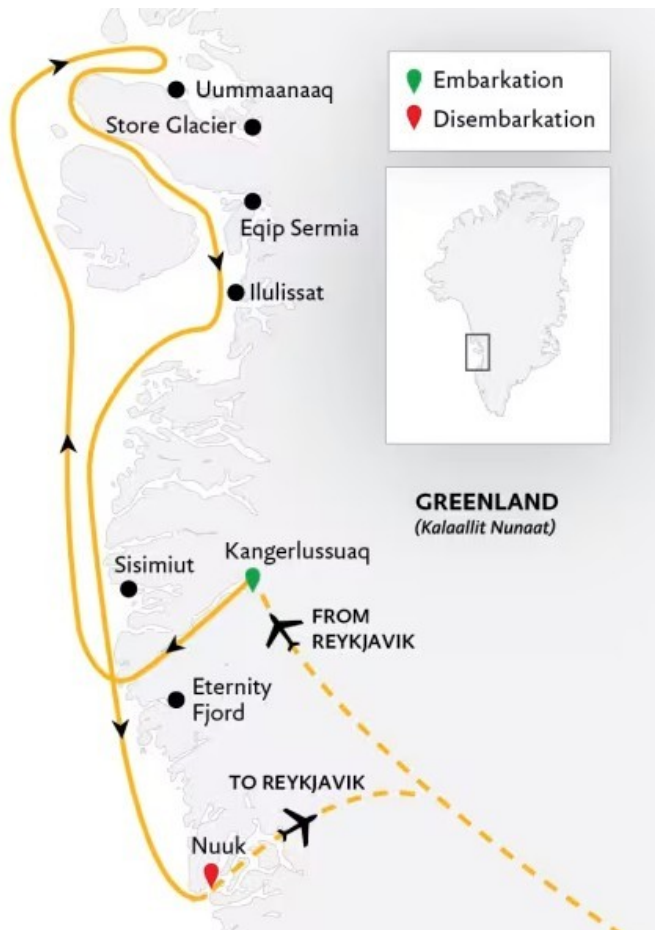 Embarkation
Disembarkation
Uummaanaaq
Store Glacier
Eqip Sermia
Ilulissat
GREENLAND
(Kalaallit Nunaat)
Kangerlussuaq
Sisimiut
FROM
REYKJAVIK
Eternity
Fjord
TO REYKJAVIK
Nuuk